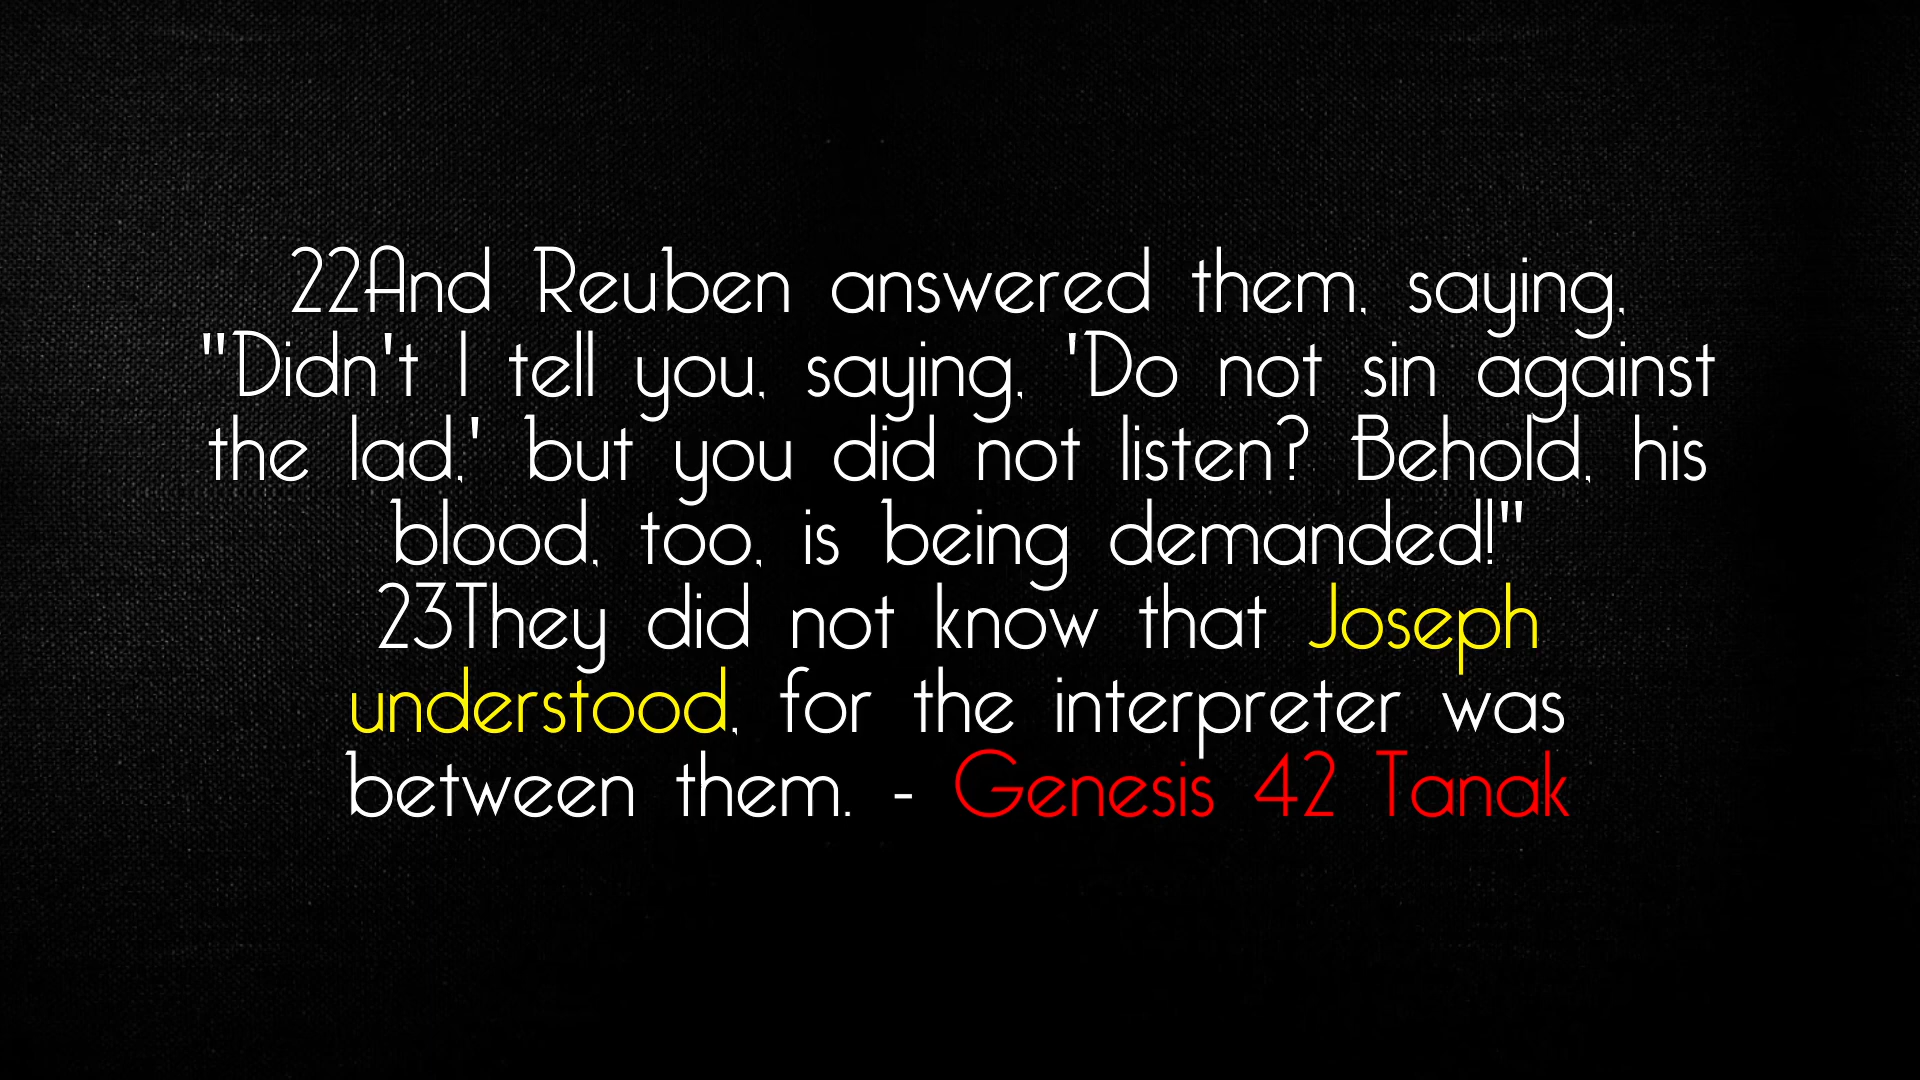 22And Reuben answered them, saying,
"Didn't I tell you, saying, 'Do not sin against
the lad,' but you did not listen? Behold, his
blood, too, is being demanded!"
23They did not know that Joseph
understood, for the interpreter was
between them. - Genesis 42 Tanak